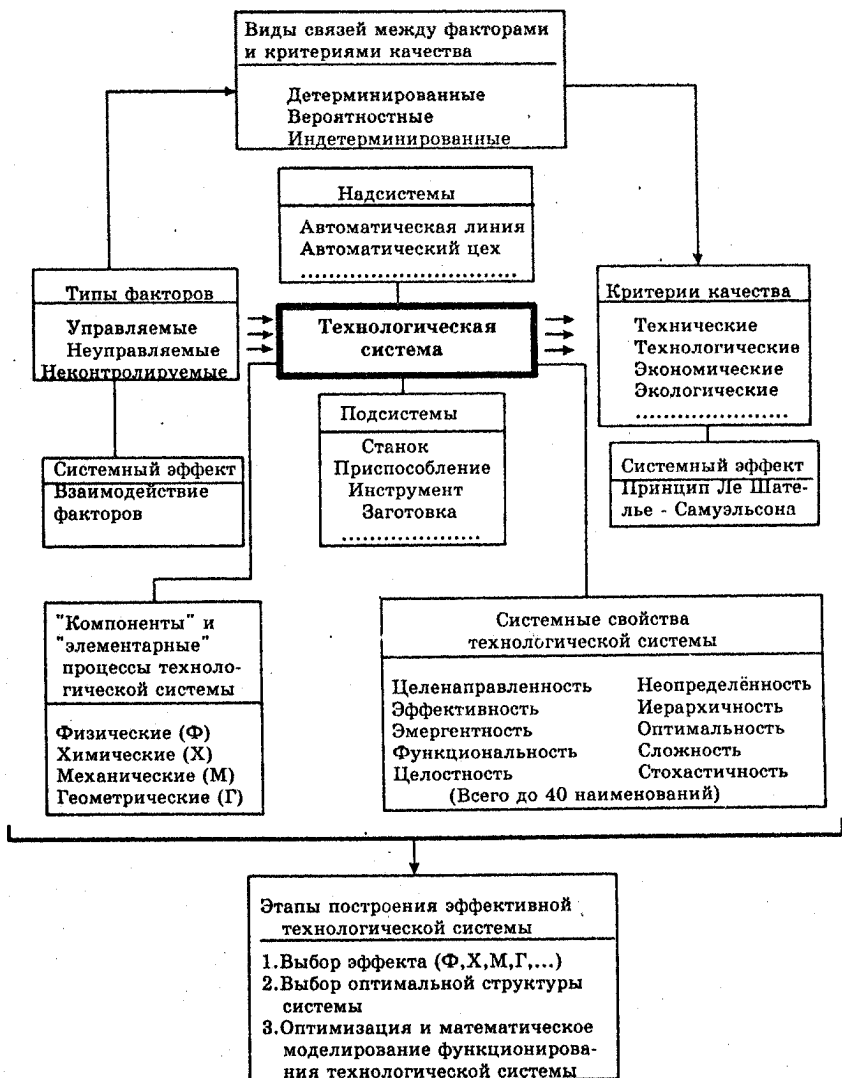 Виды связей между факторами
и критериями качества
Детерминированные
Вероятностные
Индетерминированные
Надсистемы
Автоматическая линия
Автоматический цех
..............................
Типы факторов
Управляемые
Неуправляемые
Неконтролируемые
Технологическая
система
Критерии качества
Технические
Технологические
Экономические
Экологические
.....................
Подсистемы
Станок
Приспособление
Инструмент
Заготовка
.....................
Системный эффект
Взаимодействие
факторов
Системный эффект
Принцип Ле Шате-
лье - Самуэльсона
"Компоненты" и
"элементарные"
процессы техноло-
гической системы
Физические (Ф)
Химические (Х)
Механические (М)
Геометрические (Г)
Системные свойства
технологической системы
Целенаправленность Неопределённость
Эффективность Иерархичность
Эмергентность Оптимальность
Функциональность Сложность
Целостность Стохастичность
(Всего до 40 наименований)
Этапы построения эффективной
технологической системы
1.Выбор эффекта (Ф,Х,М,Г,...)
2.Выбор оптимальной структуры
системы
3.Оптимизация и математическое
моделирование функционирова-
ния технологической системы